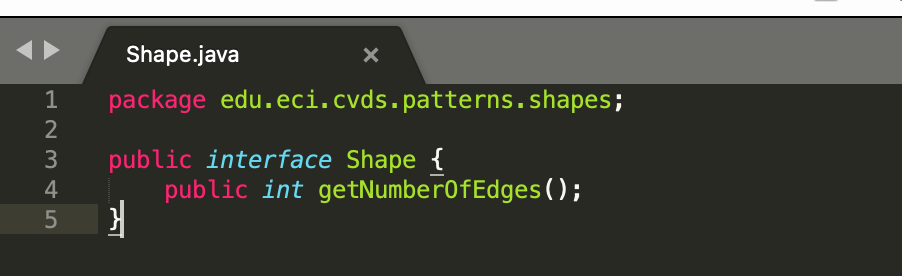 Shape.java ×
1 package edu.eci.cvds.patterns.shapes;
2
3 public interface Shape {
4     public int getNumberOfEdges();
5 }